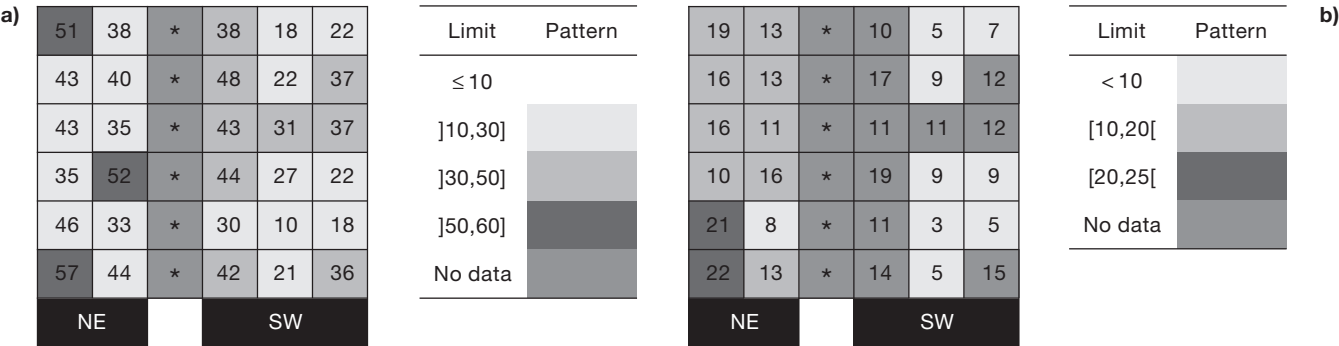 a)
51 38 * 38 18 22
43 40 * 48 22 37
43 35 * 43 31 37
35 52 * 44 27 22
46 33 * 30 10 18
57 44 * 42 21 36
NE SW
Limit Pattern
≤ 10
]10,30]
]30,50]
]50,60]
No data
19 13 * 10 5 7
16 13 * 17 9 12
16 11 * 11 11 12
10 16 * 19 9 9
21 8 * 11 3 5
22 13 * 14 5 15
NE SW
Limit Pattern
< 10
[10,20[
[20,25[
No data
b)